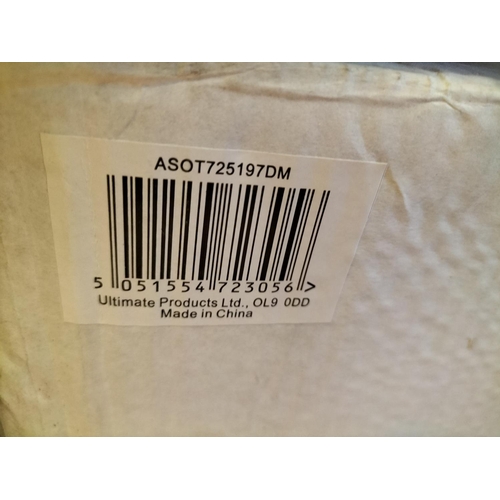 ASOT725197DM
5 051554 723056 >
Ultimate Products Ltd., OL9 0DD
Made in China